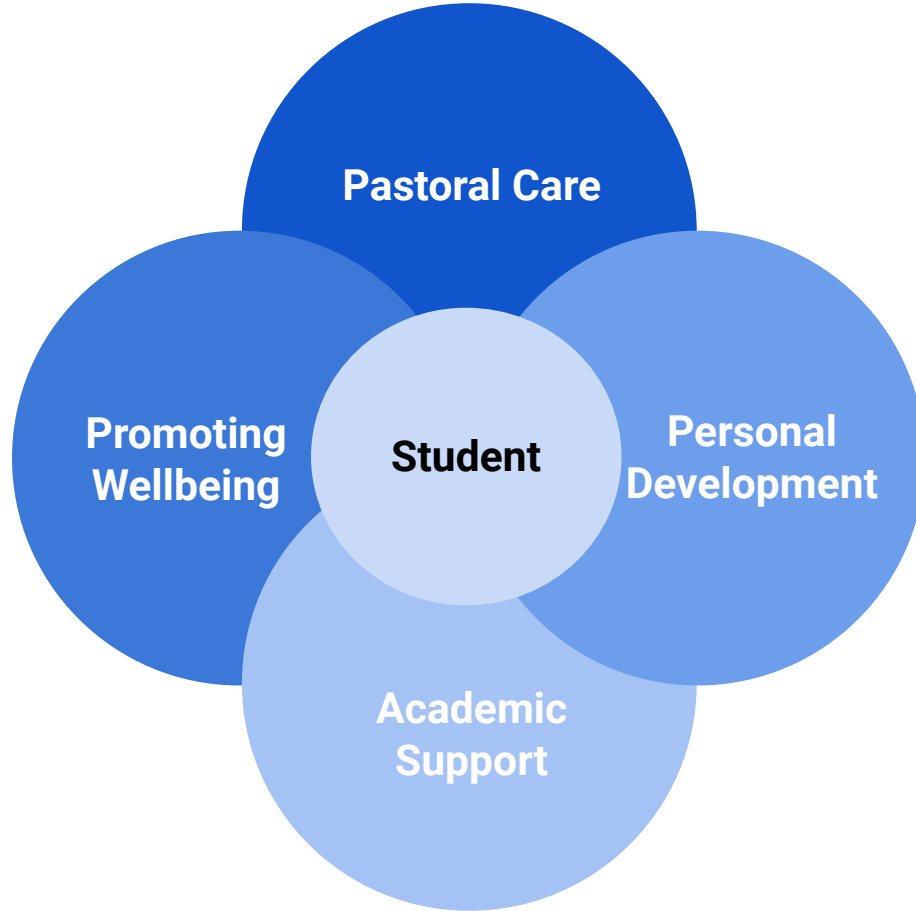 Pastoral Care
Promoting
Wellbeing
Student
Personal
Development
Academic
Support